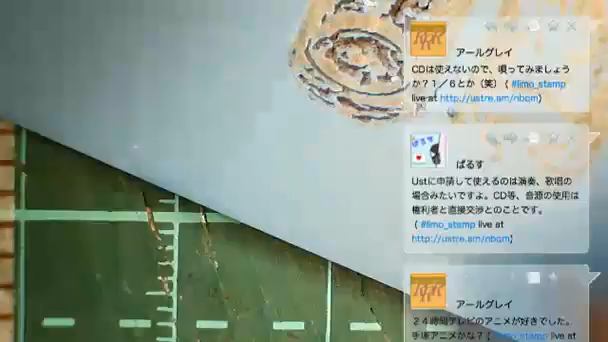 アールグレイ
CDは使えないので、唄ってみましょう
か？１／６とか（笑） ( #limo_stamp
live at http://ustre.am/nbqm)
ぱるす
Ustに申請して使えるのは演奏、歌唱の
場合みたいですよ。CD等、音源の使用は
権利者と直接交渉とのことです。
( #limo_stamp live at
http://ustre.am/nbqm)
アールグレイ
２４時間テレビのアニメが好きでした。
手塚アニメかな？ ( #limo_stamp live at